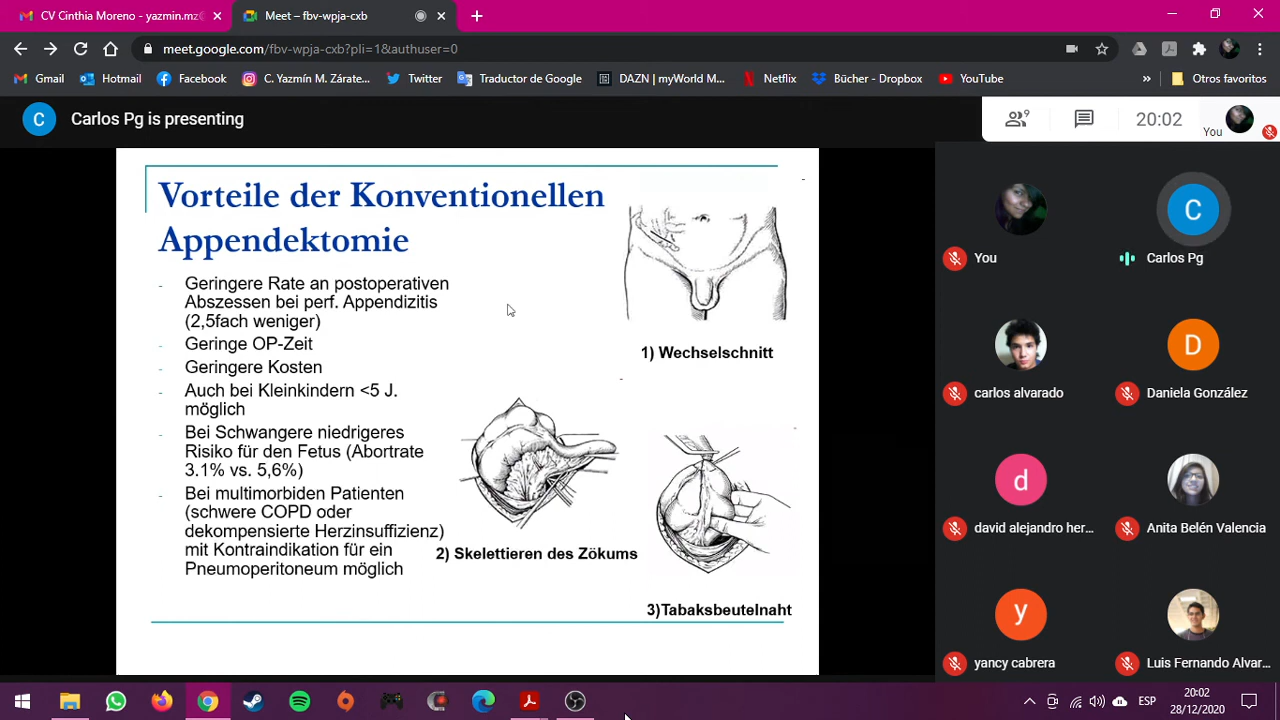 CV Cinthia Moreno - yazmin.mz
Meet – fbv-wpja-cxb
meet.google.com/fbv-wpja-cxb?pli=1&authuser=0
Gmail
Hotmail
Facebook
C. Yazmín M. Zárate...
Twitter
Traductor de Google
DAZN | myWorld M...
Netflix
Bücher - Dropbox
YouTube
»
Otros favoritos
C
Carlos Pg is presenting
9
20:02
You
Vorteile der Konventionellen
Appendektomie
- Geringere Rate an postoperativen
Abszessen bei perf. Appendizitis
(2,5fach weniger)
- Geringe OP-Zeit
- Geringere Kosten
- Auch bei Kleinkindern <5 J.
möglich
- Bei Schwangere niedrigeres
Risiko für den Fetus (Abortrate
3.1% vs. 5,6%)
- Bei multimorbiden Patienten
(schwere COPD oder
dekompensierte Herzinsuffizienz)
mit Kontraindikation für ein
Pneumoperitoneum möglich
1) Wechselschnitt
2) Skelettieren des Zökums
3)Tabaksbeutelnaht
You
C
Carlos Pg
carlos alvarado
D
Daniela González
d
david alejandro her...
Anita Belén Valencia
y
yancy cabrera
Luis Fernando Alvar...
ESP
20:02
28/12/2020